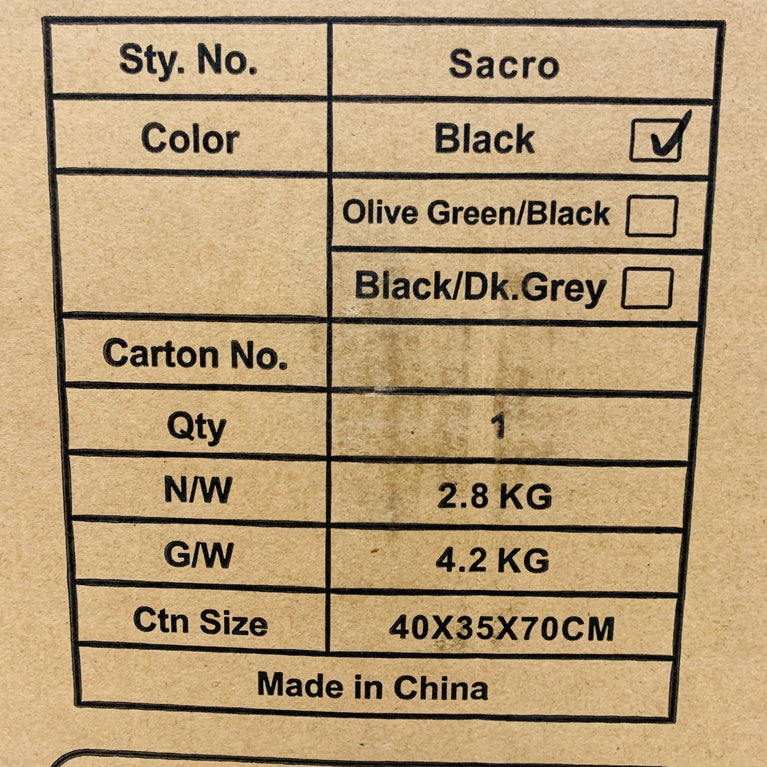 Sty. No. Sacro
Color Black
Olive Green/Black
Black/Dk.Grey
Carton No.
Qty 1
N/W 2.8 KG
G/W 4.2 KG
Ctn Size 40X35X70CM
Made in China